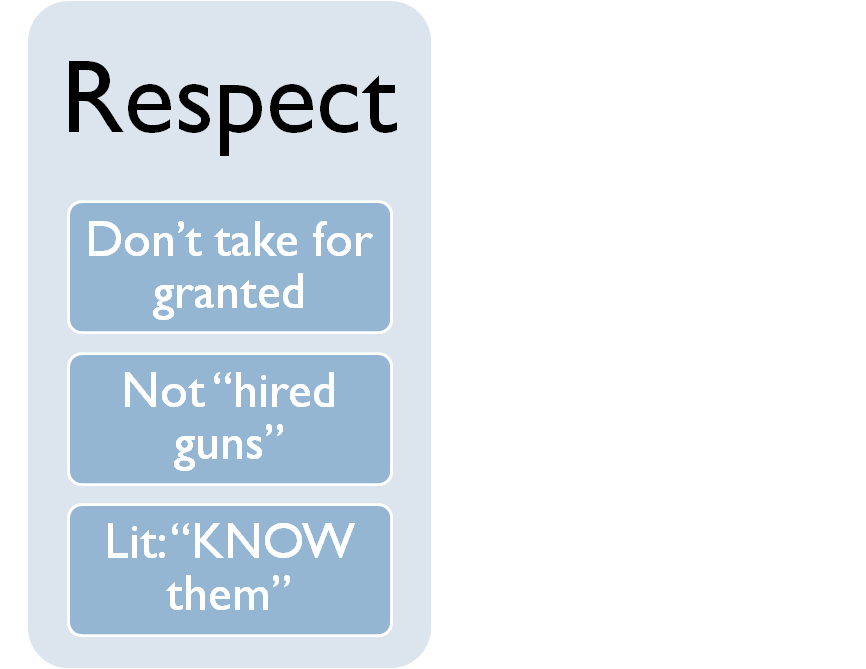 Respect
Don’t take for
granted
Not “hired
guns”
Lit: “KNOW
them”